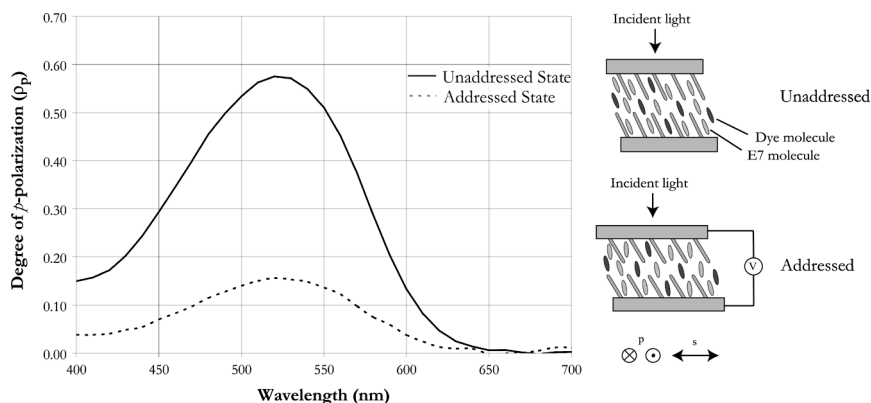 Degree of p-polarization (ρp)
0.70
0.60
0.50
0.40
0.30
0.20
0.10
0.00
400
450
500
550
600
650
700
Wavelength (nm)
Unaddressed State
Addressed State
Incident light
Unaddressed
Dye molecule
E7 molecule
Incident light
V
Addressed
p
s